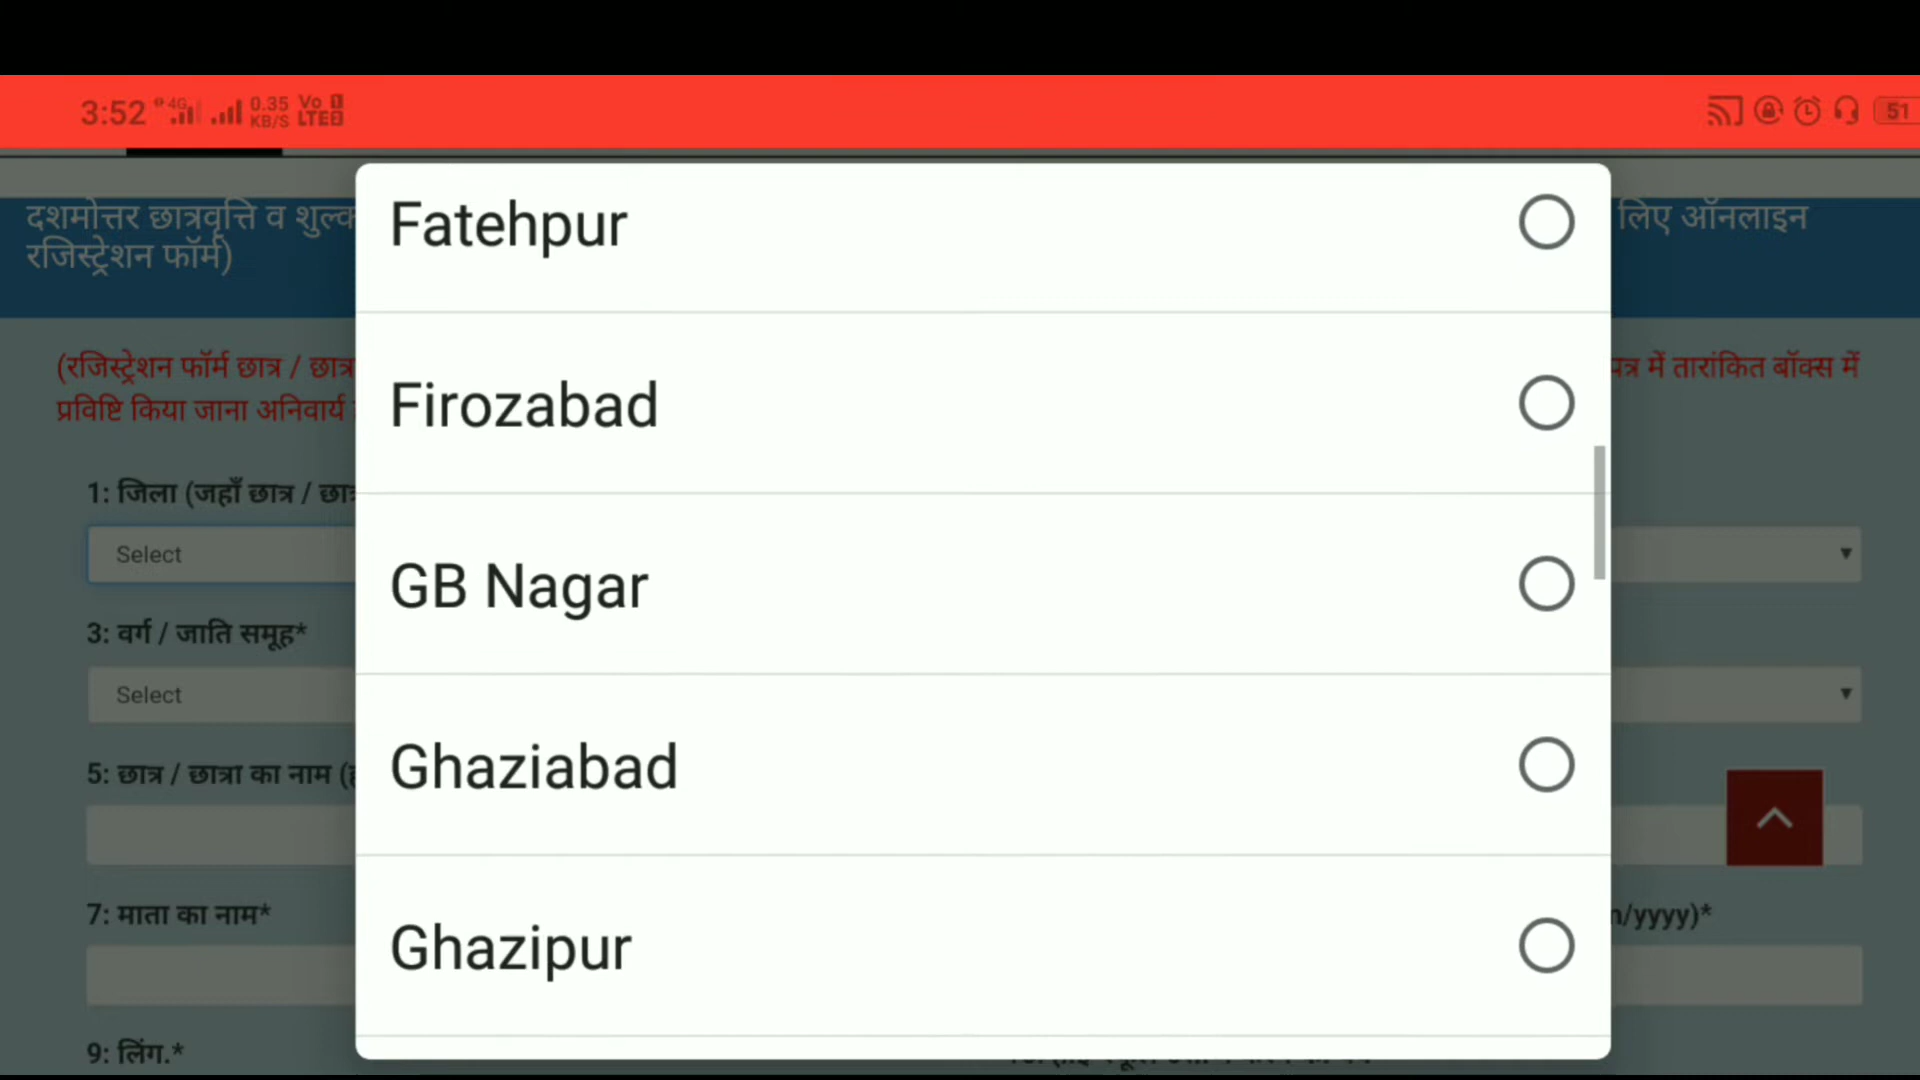 3:52 4G 0.35 KB/S Vo LTE 51
दशमोत्तर छात्रवृत्ति व शुल्क लिए ऑनलाइन
रजिस्ट्रेशन फॉर्म)
(रजिस्ट्रेशन फॉर्म छात्र / छात्र में तारांकित बॉक्स में
प्रविष्टि किया जाना अनिवार्य
1: जिला (जहाँ छात्र /
Select
3: वर्ग / जाति समूह*
Select
5: छात्र / छात्रा का नाम
7: माता का नाम*
/yyyy)*
9: लिंग.*
Fatehpur
Firozabad
GB Nagar
Ghaziabad
Ghazipur